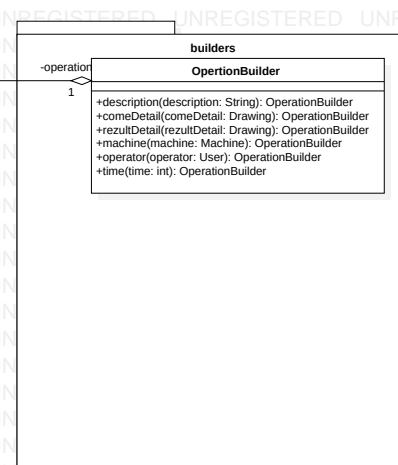 UNREGISTERED UNREGISTERED UN
builders
-operation
OpertionBuilder
1
+description(description: String): OperationBuilder
+comeDetail(comeDetail: Drawing): OperationBuilder
+rezultDetail(rezultDetail: Drawing): OperationBuilder
+machine(machine: Machine): OperationBuilder
+operator(operator: User): OperationBuilder
+time(time: int): OperationBuilder